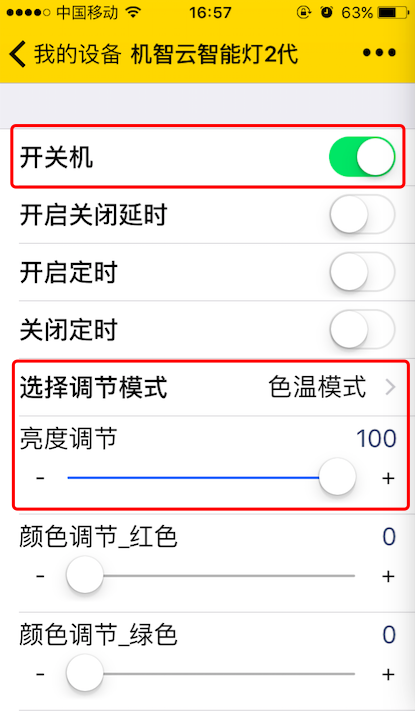 中国移动 16:57 63%
我的设备 机智云智能灯2代
开关机
开启关闭延时
开启定时
关闭定时
选择调节模式 色温模式
亮度调节 100
- +
颜色调节_红色 0
- +
颜色调节_绿色 0
- +